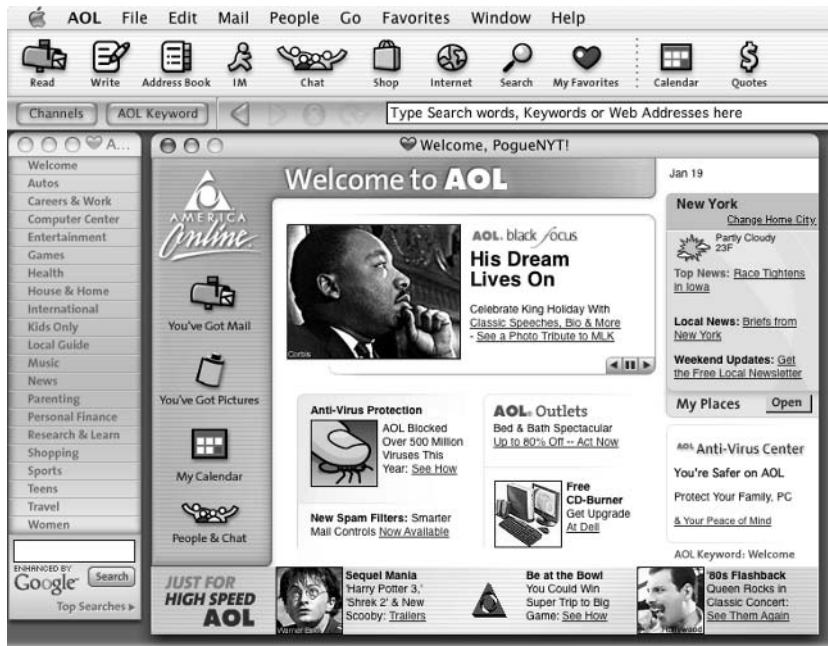 AOL File Edit Mail People Go Favorites Window Help
Read Write Address Book IM Chat Shop Internet Search My Favorites Calendar Quotes
Channels AOL Keyword Type Search words, Keywords or Web Addresses here
A...
Welcome
Autos
Careers & Work
Computer Center
Entertainment
Games
Health
House & Home
International
Kids Only
Local Guide
Music
News
Parenting
Personal Finance
Research & Learn
Shopping
Sports
Teens
Travel
Women
ENHANCED BY
Google
Search
Top Searches
Welcome, PogueNYT!
AMERICA
Online
You've Got Mail
You've Got Pictures
My Calendar
People & Chat
Welcome to AOL
Corbis
AOL. black focus
His Dream
Lives On
Celebrate King Holiday With
Classic Speeches, Bio & More
- See a Photo Tribute to MLK
Anti-Virus Protection
AOL Blocked
Over 500 Million
Viruses This
Year: See How
New Spam Filters: Smarter
Mail Controls Now Available
AOL Outlets
Bed & Bath Spectacular
Up to 80% Off -- Act Now
Free
CD-Burner
Get Upgrade
At Dell
Jan 19
New York
Change Home City
Partly Cloudy
23F
Top News: Race Tightens
in Iowa
Local News: Briefs from
New York
Weekend Updates: Get
the Free Local Newsletter
My Places Open
AOL Anti-Virus Center
You're Safer on AOL
Protect Your Family, PC
& Your Peace of Mind
AOL Keyword: Welcome
JUST FOR
HIGH SPEED
AOL
Warner Bros.
Sequel Mania
'Harry Potter 3,'
'Shrek 2' & New
Scooby: Trailers
Be at the Bowl
You Could Win
Super Trip to Big
Game: See How
Hollywood
'80s Flashback
Queen Rocks in
Classic Concert:
See Them Again